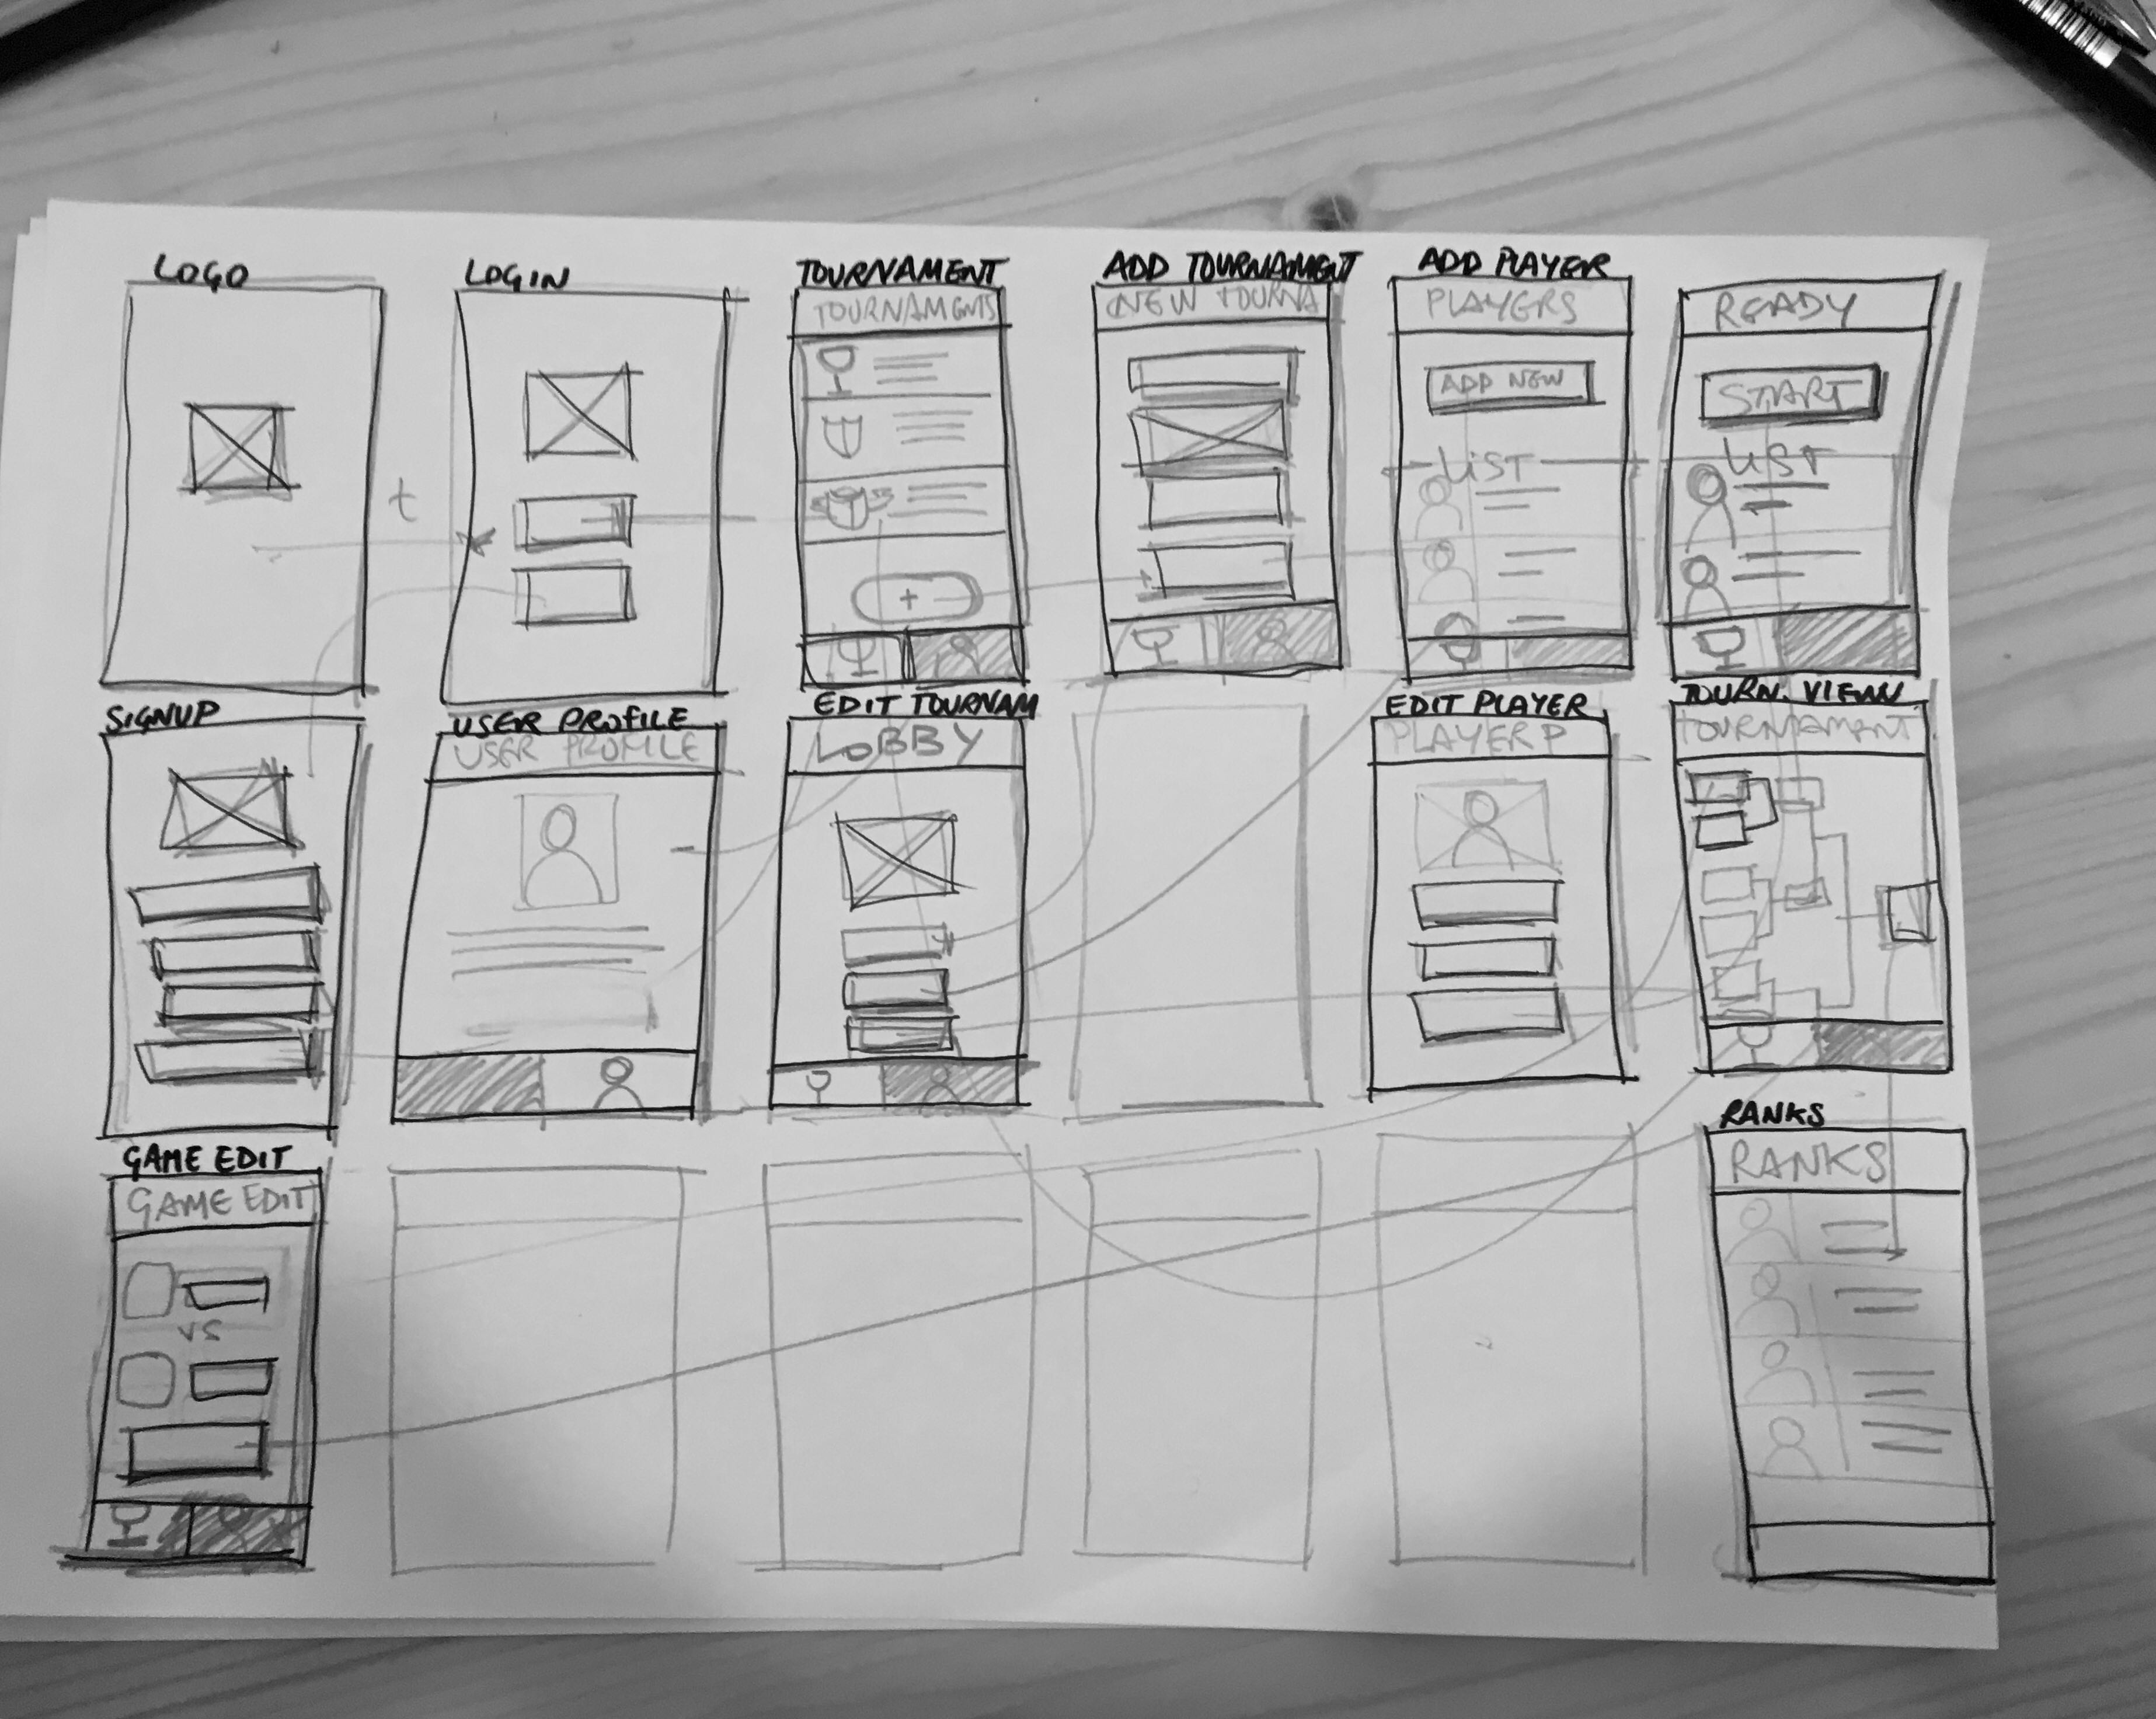 LOGO
LOGIN
TOURNAMENT
TOURNAMENTS
+
ADD TOURNAMENT
NEW TOURNA
ADD PLAYER
PLAYERS
ADD NEW
LIST
READY
START
LIST
t
SIGNUP
USER PROFILE
USER PROFILE
EDIT TOURNAM
LOBBY
EDIT PLAYER
PLAYER P
TOURN. VIEW
TOURNAMENT
GAME EDIT
GAME EDIT
VS
RANKS
RANKS